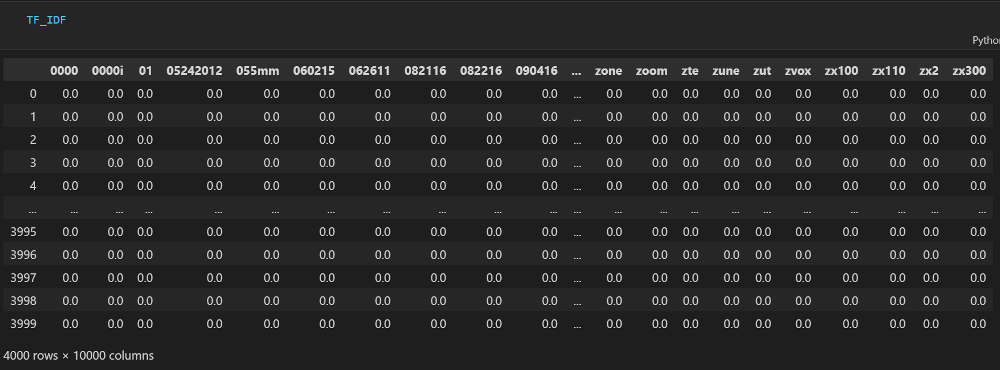 TF_IDF
Pytho
0000 0000i 01 05242012 055mm 060215 062611 082116 082216 090416 ... zone zoom zte zune zut zvox zx100 zx110 zx2 zx300
0 0.0 0.0 0.0 0.0 0.0 0.0 0.0 0.0 0.0 0.0 ... 0.0 0.0 0.0 0.0 0.0 0.0 0.0 0.0 0.0 0.0
1 0.0 0.0 0.0 0.0 0.0 0.0 0.0 0.0 0.0 0.0 ... 0.0 0.0 0.0 0.0 0.0 0.0 0.0 0.0 0.0 0.0
2 0.0 0.0 0.0 0.0 0.0 0.0 0.0 0.0 0.0 0.0 ... 0.0 0.0 0.0 0.0 0.0 0.0 0.0 0.0 0.0 0.0
3 0.0 0.0 0.0 0.0 0.0 0.0 0.0 0.0 0.0 0.0 ... 0.0 0.0 0.0 0.0 0.0 0.0 0.0 0.0 0.0 0.0
4 0.0 0.0 0.0 0.0 0.0 0.0 0.0 0.0 0.0 0.0 ... 0.0 0.0 0.0 0.0 0.0 0.0 0.0 0.0 0.0 0.0
... ... ... ... ... ... ... ... ... ... ... ... ... ... ... ... ... ... ... ... ... ...
3995 0.0 0.0 0.0 0.0 0.0 0.0 0.0 0.0 0.0 0.0 ... 0.0 0.0 0.0 0.0 0.0 0.0 0.0 0.0 0.0 0.0
3996 0.0 0.0 0.0 0.0 0.0 0.0 0.0 0.0 0.0 0.0 ... 0.0 0.0 0.0 0.0 0.0 0.0 0.0 0.0 0.0 0.0
3997 0.0 0.0 0.0 0.0 0.0 0.0 0.0 0.0 0.0 0.0 ... 0.0 0.0 0.0 0.0 0.0 0.0 0.0 0.0 0.0 0.0
3998 0.0 0.0 0.0 0.0 0.0 0.0 0.0 0.0 0.0 0.0 ... 0.0 0.0 0.0 0.0 0.0 0.0 0.0 0.0 0.0 0.0
3999 0.0 0.0 0.0 0.0 0.0 0.0 0.0 0.0 0.0 0.0 ... 0.0 0.0 0.0 0.0 0.0 0.0 0.0 0.0 0.0 0.0
4000 rows × 10000 columns